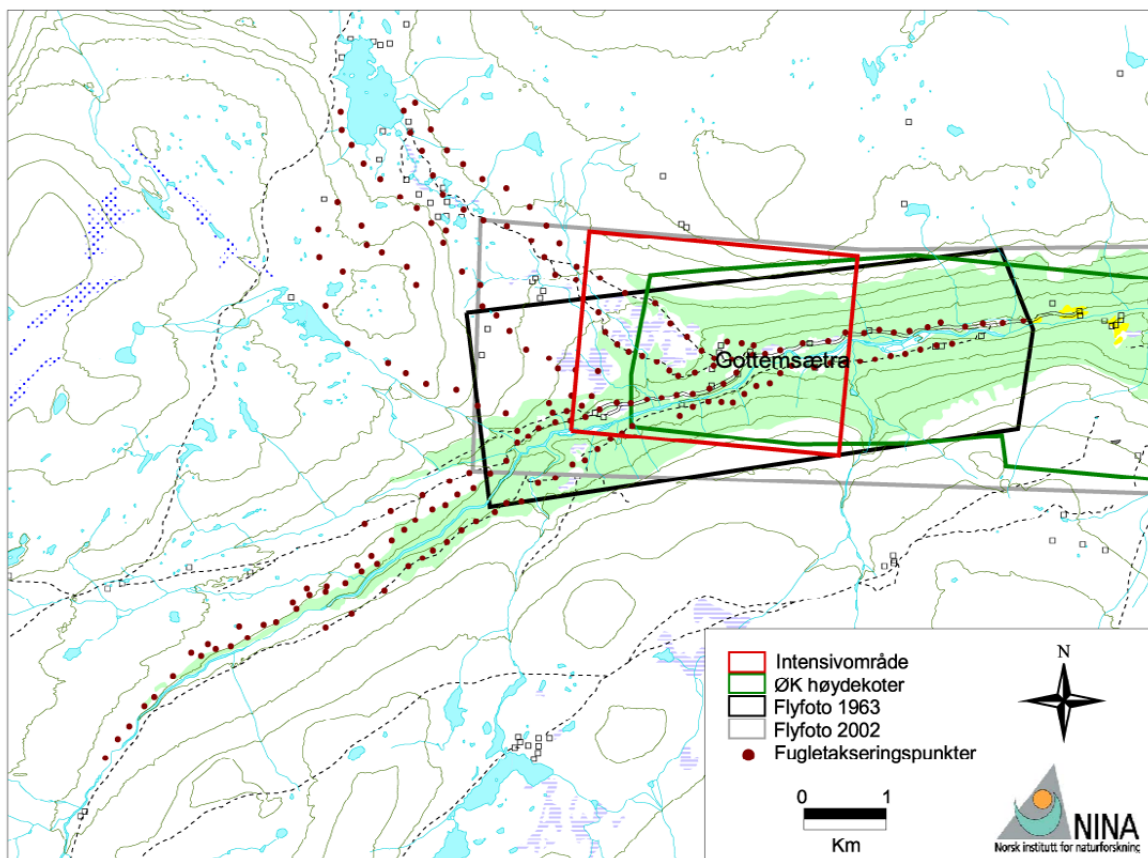 Gottemsætra
Intensivområde
ØK høydekoter
Flyfoto 1963
Flyfoto 2002
Fugletakseringspunkter
0 1
Km
N
NINA
Norsk institutt for naturforskning